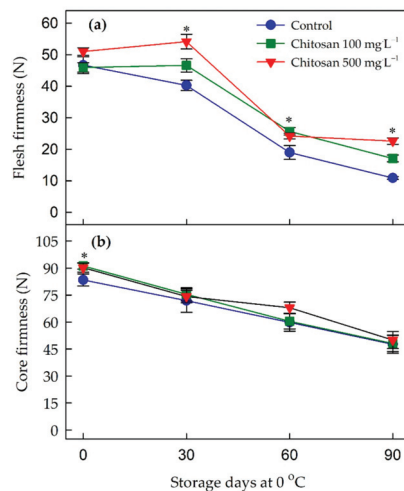 (a)
Control
Chitosan 100 mg L⁻¹
Chitosan 500 mg L⁻¹
*
*
*
60
50
40
30
20
10
0
Flesh firmness (N)
(b)
*
105
90
75
60
45
30
15
0
Core firmness (N)
0 30 60 90
Storage days at 0 °C